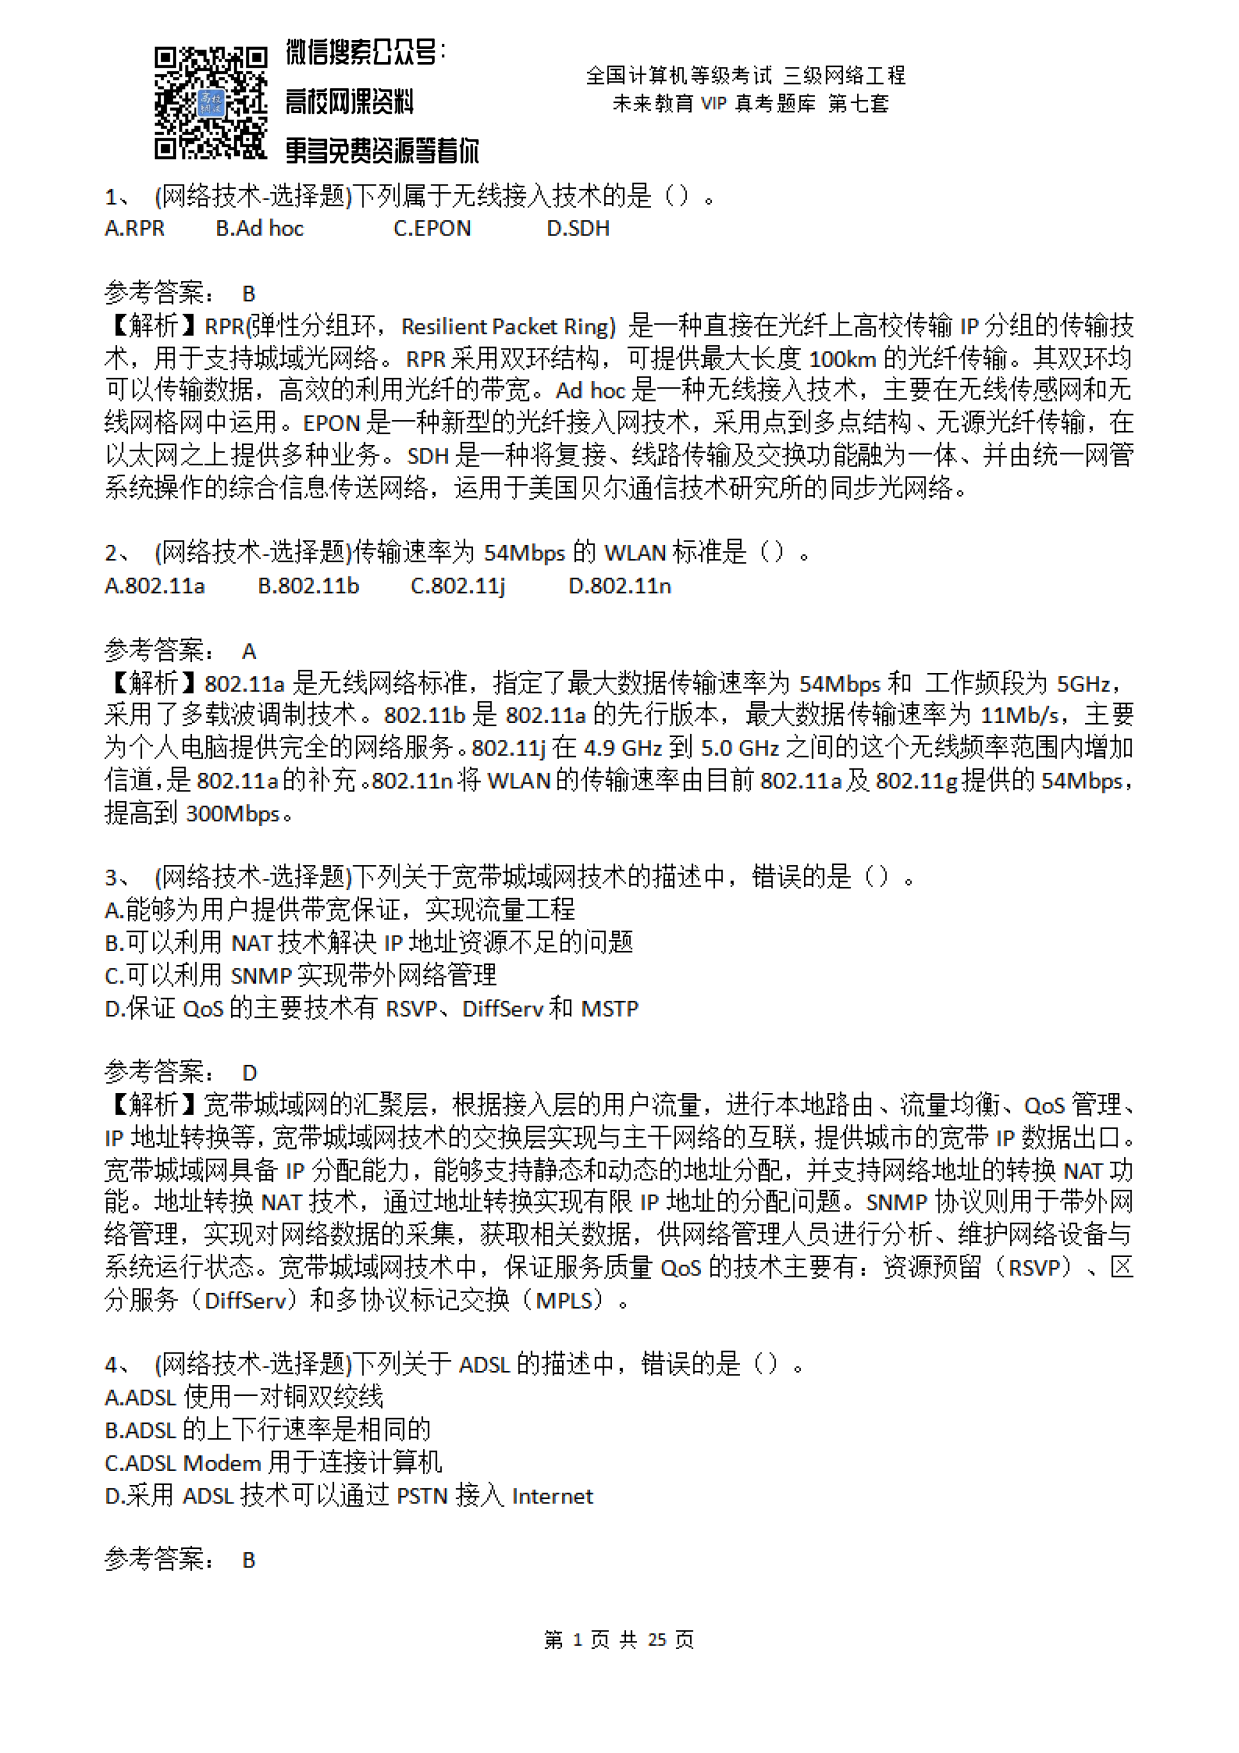 微信搜索公众号：
高校网课资料
更多免费资源等着你
全国计算机等级考试 三级网络工程
未来教育 VIP 真考题库 第七套
1、 (网络技术-选择题)下列属于无线接入技术的是（）。
A.RPR B.Ad hoc C.EPON D.SDH
参考答案： B
【解析】RPR(弹性分组环，Resilient Packet Ring) 是一种直接在光纤上高校传输 IP 分组的传输技
术，用于支持城域光网络。RPR 采用双环结构，可提供最大长度 100km 的光纤传输。其双环均
可以传输数据，高效的利用光纤的带宽。Ad hoc 是一种无线接入技术，主要在无线传感网和无
线网格网中运用。EPON 是一种新型的光纤接入网技术，采用点到多点结构、无源光纤传输，在
以太网之上提供多种业务。SDH 是一种将复接、线路传输及交换功能融为一体、并由统一网管
系统操作的综合信息传送网络，运用于美国贝尔通信技术研究所的同步光网络。
2、 (网络技术-选择题)传输速率为 54Mbps 的 WLAN 标准是（）。
A.802.11a B.802.11b C.802.11j D.802.11n
参考答案： A
【解析】802.11a 是无线网络标准，指定了最大数据传输速率为 54Mbps 和 工作频段为 5GHz，
采用了多载波调制技术。802.11b 是 802.11a 的先行版本，最大数据传输速率为 11Mb/s，主要
为个人电脑提供完全的网络服务。802.11j 在 4.9 GHz 到 5.0 GHz 之间的这个无线频率范围内增加
信道，是 802.11a 的补充。802.11n 将 WLAN 的传输速率由目前 802.11a 及 802.11g 提供的 54Mbps，
提高到 300Mbps。
3、 (网络技术-选择题)下列关于宽带城域网技术的描述中，错误的是（）。
A.能够为用户提供带宽保证，实现流量工程
B.可以利用 NAT 技术解决 IP 地址资源不足的问题
C.可以利用 SNMP 实现带外网络管理
D.保证 QoS 的主要技术有 RSVP、DiffServ 和 MSTP
参考答案： D
【解析】宽带城域网的汇聚层，根据接入层的用户流量，进行本地路由、流量均衡、QoS 管理、
IP 地址转换等，宽带城域网技术的交换层实现与主干网络的互联，提供城市的宽带 IP 数据出口。
宽带城域网具备 IP 分配能力，能够支持静态和动态的地址分配，并支持网络地址的转换 NAT 功
能。地址转换 NAT 技术，通过地址转换实现有限 IP 地址的分配问题。SNMP 协议则用于带外网
络管理，实现对网络数据的采集，获取相关数据，供网络管理人员进行分析、维护网络设备与
系统运行状态。宽带城域网技术中，保证服务质量 QoS 的技术主要有：资源预留（RSVP）、区
分服务（DiffServ）和多协议标记交换（MPLS）。
4、 (网络技术-选择题)下列关于 ADSL 的描述中，错误的是（）。
A.ADSL 使用一对铜双绞线
B.ADSL 的上下行速率是相同的
C.ADSL Modem 用于连接计算机
D.采用 ADSL 技术可以通过 PSTN 接入 Internet
参考答案： B
第 1 页 共 25 页